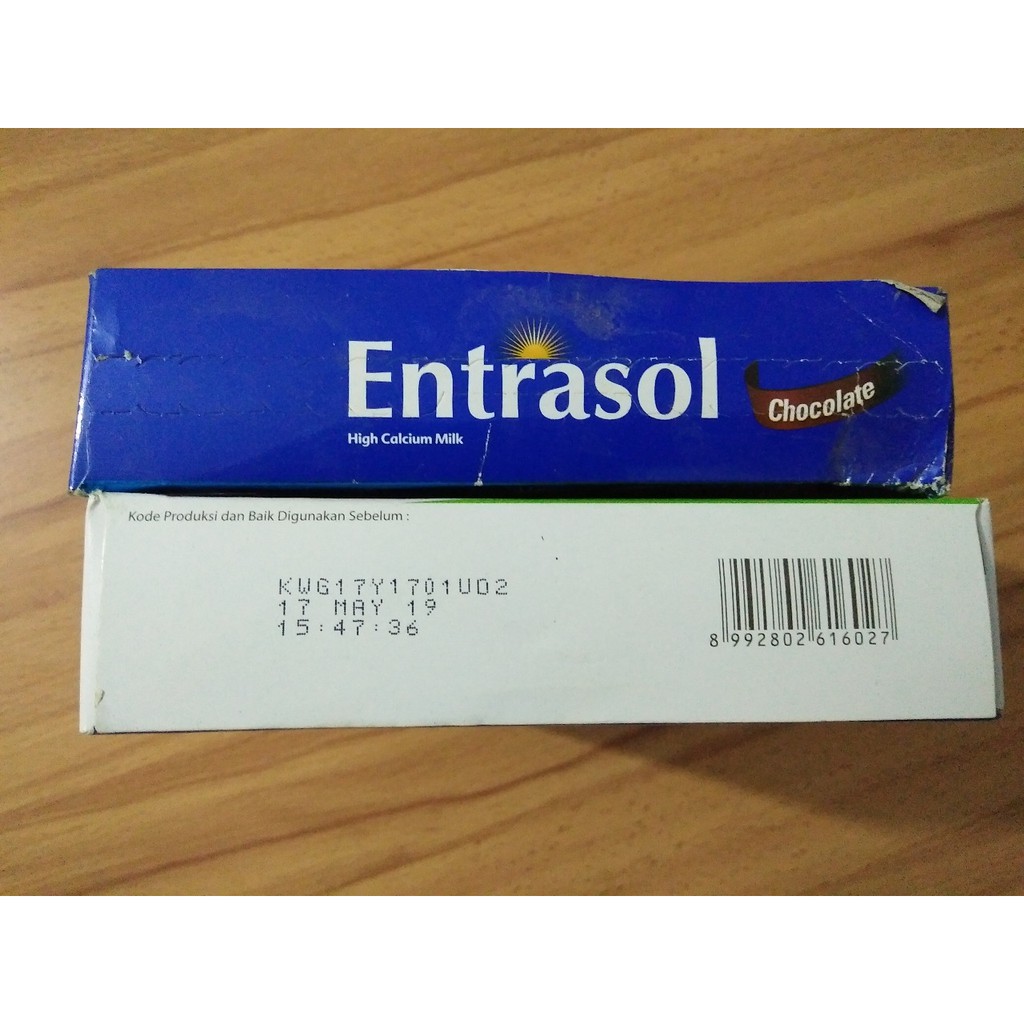 Entrasol
Chocolate
High Calcium Milk
Kode Produksi dan Baik Digunakan Sebelum :
KWG17Y1701UD2
17 MAY 19
15:47:36
8 992802 616027